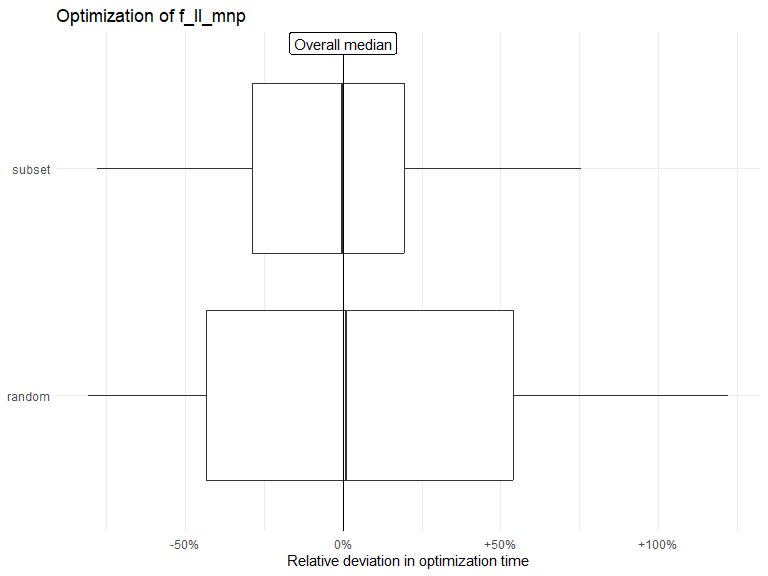 Optimization of f_ll_mnp
Overall median
subset
random
-50%
0%
+50%
+100%
Relative deviation in optimization time